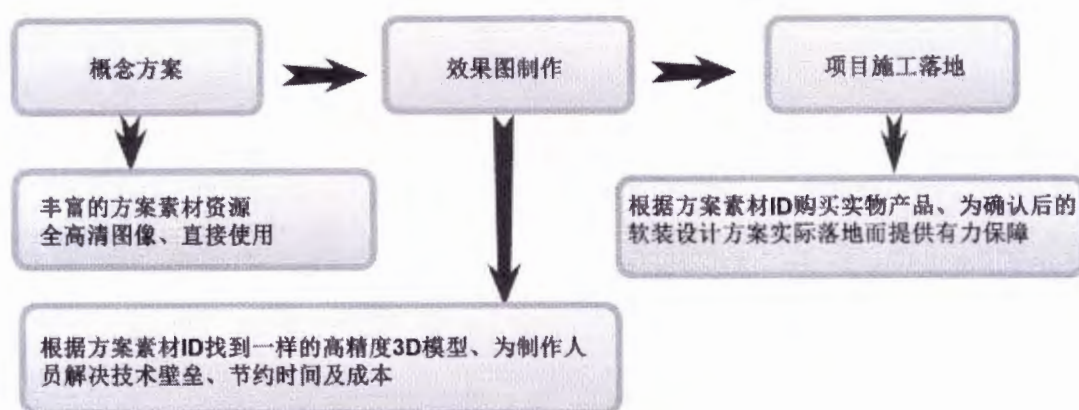 概念方案
效果图制作
项目施工落地
丰富的方案素材资源
全高清图像、直接使用
根据方案素材ID购买实物产品、为确认后的
软装设计方案实际落地而提供有力保障
根据方案素材ID找到一样的高精度3D模型、为制作人
员解决技术壁垒、节约时间及成本